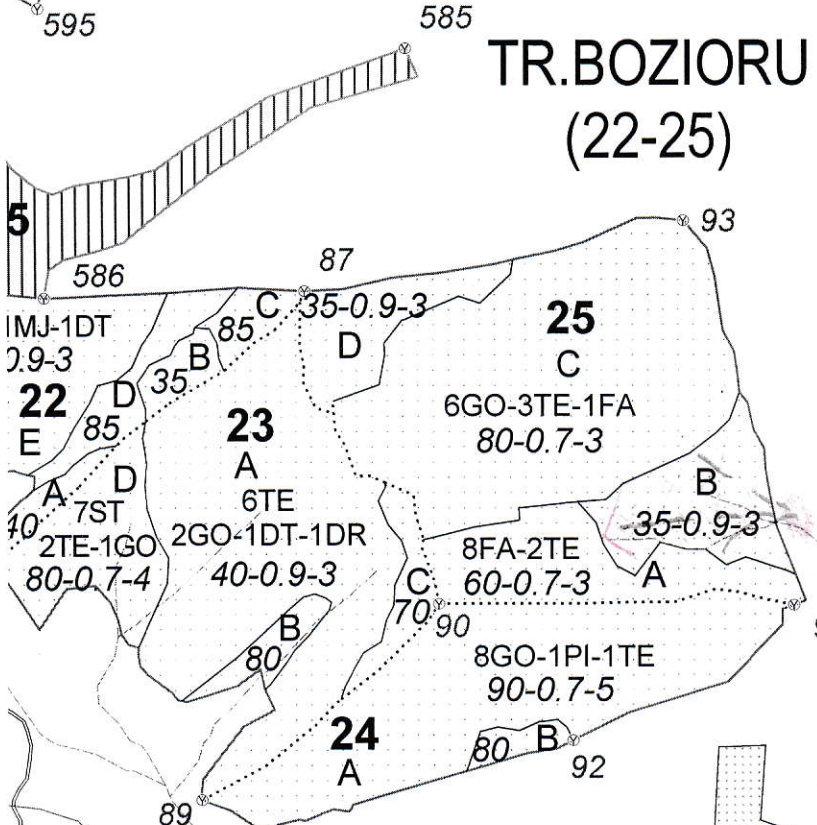 595
585
TR.BOZIORU
(22-25)
5
93
586
87
1MJ-1DT
0.9-3
C
35-0.9-3
85
D
25
C
B
35
22
E
D
85
23
A
6GO-3TE-1FA
80-0.7-3
A
D
7ST
2TE-1GO
80-0.7-4
40
6TE
2GO-1DT-1DR
40-0.9-3
B
35-0.9-3
8FA-2TE
60-0.7-3
A
C
70
90
B
80
8GO-1PI-1TE
90-0.7-5
24
A
80
B
92
89